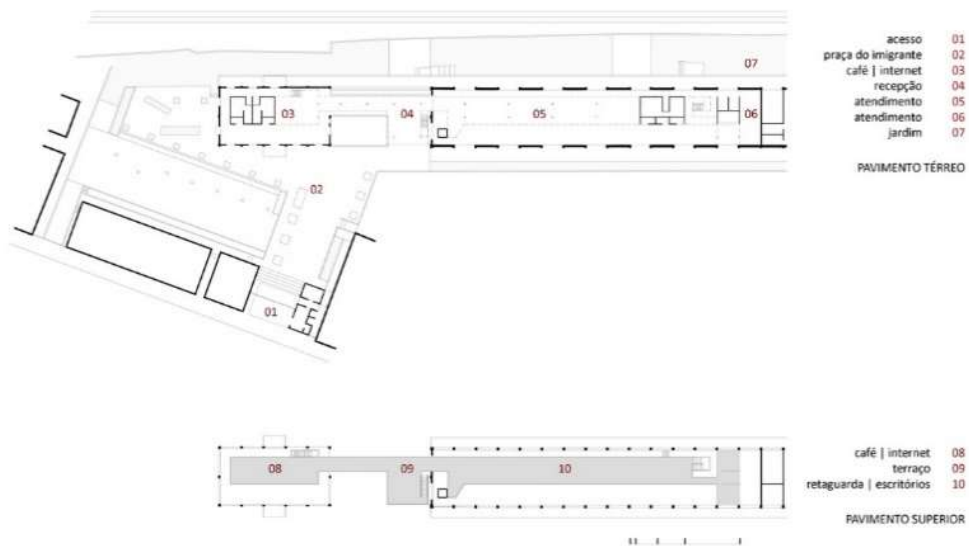 acesso 01
praça do imigrante 02
café | internet 03
recepção 04
atendimento 05
atendimento 06
jardim 07
PAVIMENTO TÉRREO
07
03
04
05
06
02
01
café | internet 08
terraço 09
retaguarda | escritórios 10
PAVIMENTO SUPERIOR
08
09
10